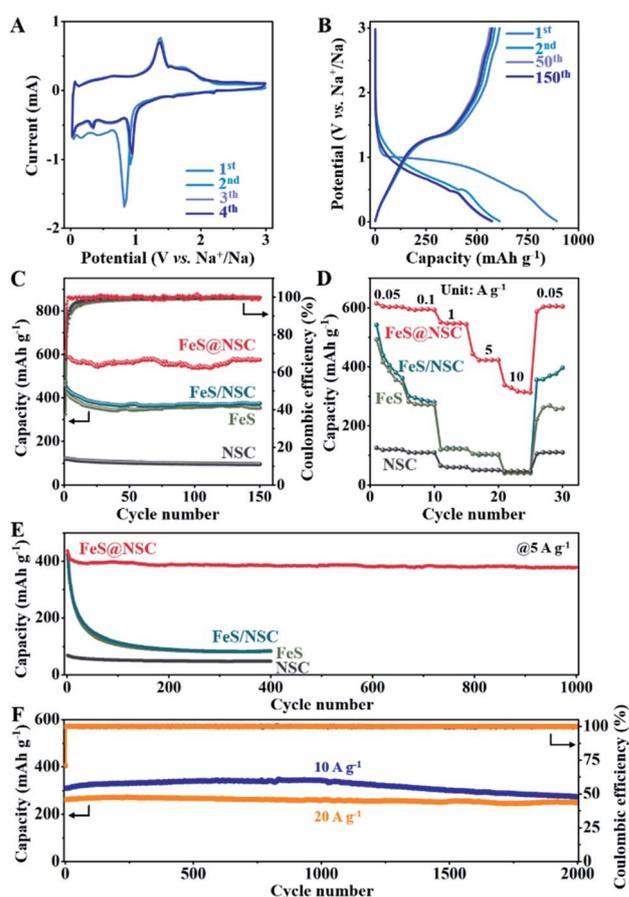 A
Current (mA)
1
0
-1
-2
1st
2nd
3th
4th
0 1 2 3
Potential (V vs. Na+/Na)
B
Potential (V vs. Na+/Na)
3
2
1
0
1st
2nd
50th
150th
0 250 500 750 1000
Capacity (mAh g-1)
C
Capacity (mAh g-1)
800
600
400
200
0
FeS@NSC
FeS/NSC
FeS
NSC
100
80
60
40
20
0
Coulombic efficiency (%)
0 50 100 150
Cycle number
D
Capacity (mAh g-1)
600
400
200
0
Unit: A g-1
0.05 0.1 1 5 10 0.05
FeS@NSC
FeS/NSC
FeS
NSC
0 10 20 30
Cycle number
E
Capacity (mAh g-1)
400
200
0
FeS@NSC
@5 A g-1
FeS/NSC
FeS
NSC
0 200 400 600 800 1000
Cycle number
F
Capacity (mAh g-1)
600
400
200
0
10 A g-1
20 A g-1
100
75
50
25
0
Coulombic efficiency (%)
0 500 1000 1500 2000
Cycle number